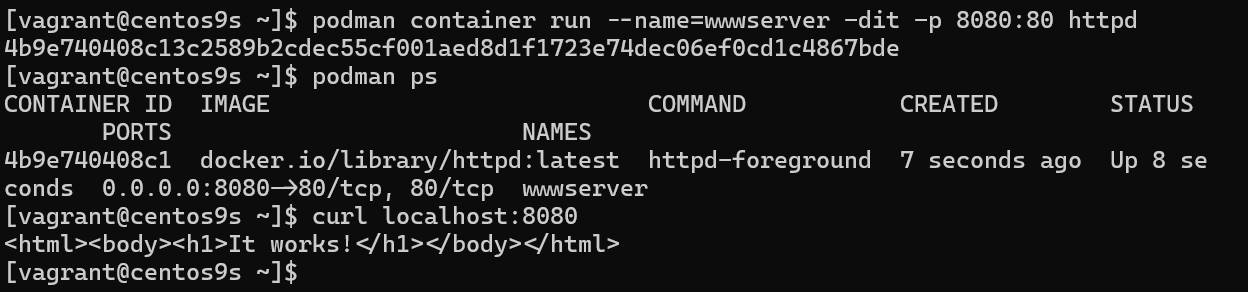 [vagrant@centos9s ~]$ podman container run --name=wwwserver -dit -p 8080:80 httpd
4b9e740408c13c2589b2cdec55cf001aed8d1f1723e74dec06ef0cd1c4867bde
[vagrant@centos9s ~]$ podman ps
CONTAINER ID  IMAGE                           COMMAND           CREATED        STATUS
       PORTS                         NAMES
4b9e740408c1  docker.io/library/httpd:latest  httpd-foreground  7 seconds ago  Up 8 se
conds  0.0.0.0:8080->80/tcp, 80/tcp  wwwserver
[vagrant@centos9s ~]$ curl localhost:8080
<html><body><h1>It works!</h1></body></html>
[vagrant@centos9s ~]$